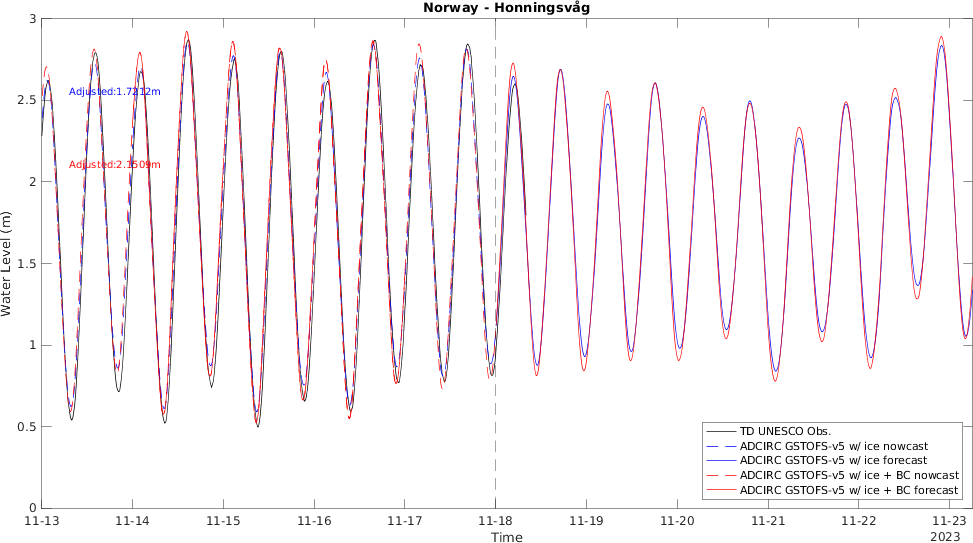 Norway - Honningsvåg
3
2.5
2
1.5
1
0.5
0
Water Level (m)
Adjusted:1.7212m
Adjusted:2.1509m
TD UNESCO Obs.
ADCIRC GSTOFS-v5 w/ ice nowcast
ADCIRC GSTOFS-v5 w/ ice forecast
ADCIRC GSTOFS-v5 w/ ice + BC nowcast
ADCIRC GSTOFS-v5 w/ ice + BC forecast
11-13 11-14 11-15 11-16 11-17 11-18 11-19 11-20 11-21 11-22 11-23
Time
2023